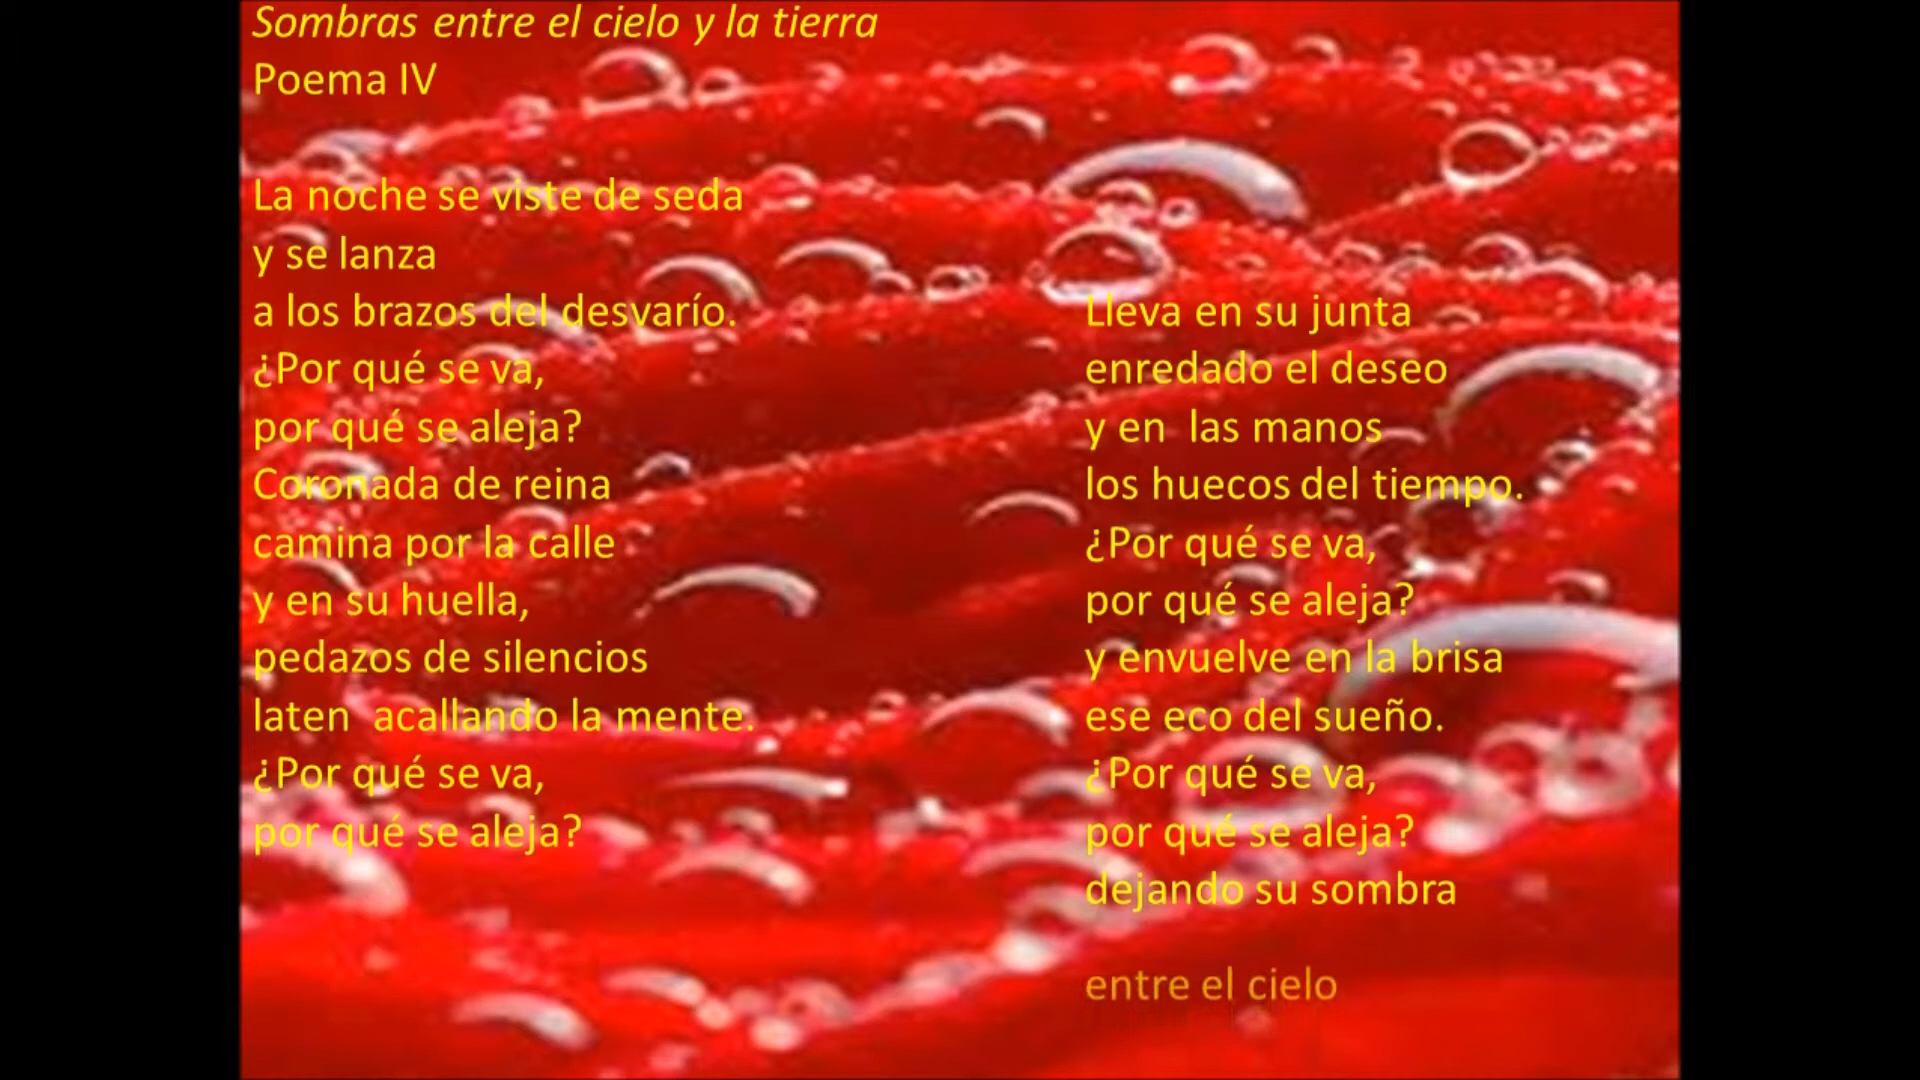 Sombras entre el cielo y la tierra
Poema IV
La noche se viste de seda
y se lanza
a los brazos del desvarío.
¿Por qué se va,
por qué se aleja?
Coronada de reina
camina por la calle
y en su huella,
pedazos de silencios
laten  acallando la mente.
¿Por qué se va,
por qué se aleja?
Lleva en su junta
enredado el deseo
y en  las manos
los huecos del tiempo.
¿Por qué se va,
por qué se aleja?
y envuelve en la brisa
ese eco del sueño.
¿Por qué se va,
por qué se aleja?
dejando su sombra
entre el cielo